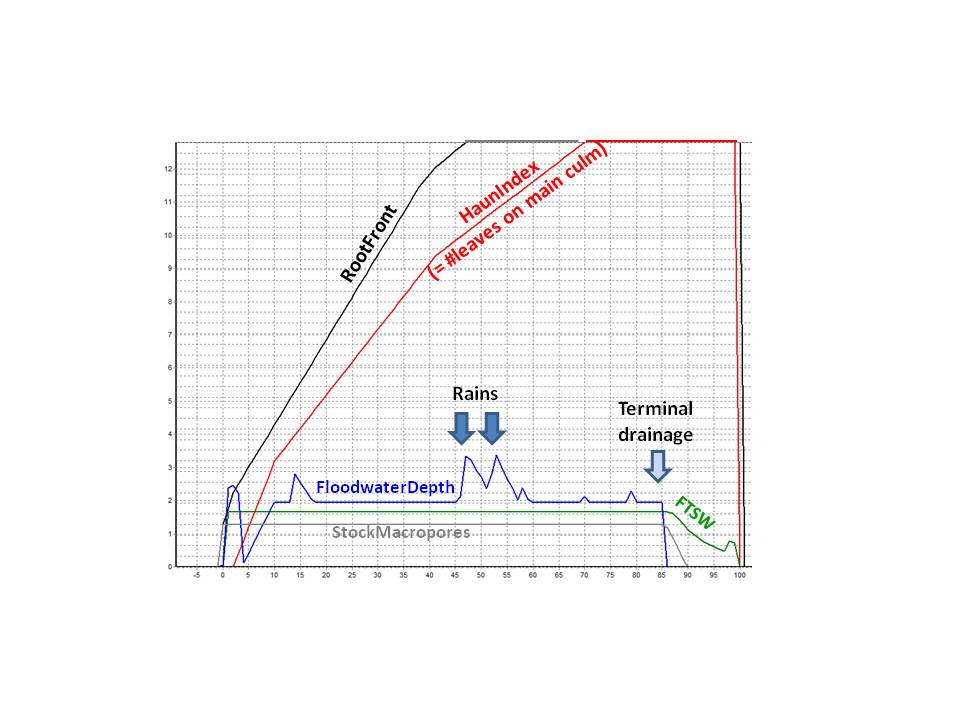 12
11
10
9
8
7
6
5
4
3
2
1
0
RootFront
HaunIndex
(= #leaves on main culm)
Rains
Terminal
drainage
FloodwaterDepth
FTSW
StockMacropores
-5 0 5 10 15 20 25 30 35 40 45 50 55 60 65 70 75 80 85 90 95 100